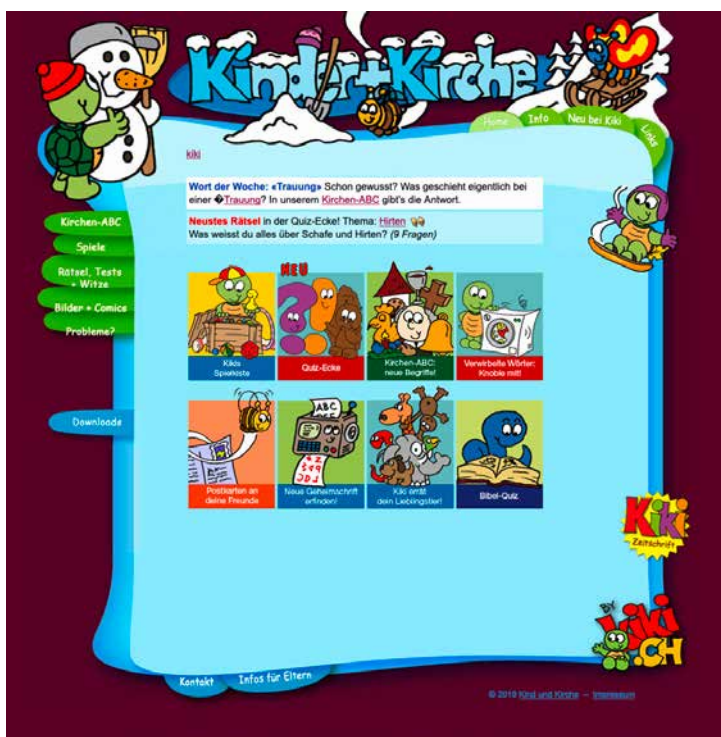 Kinder+Kirche
Home
Info
Neu bei Kiki
Links
kiki
Wort der Woche: «Trauung» Schon gewusst? Was geschieht eigentlich bei
einer �Trauung? In unserem Kirchen-ABC gibt's die Antwort.
Neustes Rätsel in der Quiz-Ecke! Thema: Hirten
Was weisst du alles über Schafe und Hirten? (9 Fragen)
Kirchen-ABC
Spiele
Rätsel, Tests
+ Witze
Bilder + Comics
Probleme?
Downloads
NEU
Kikis
Spielkiste
Quiz-Ecke
Kirchen-ABC:
neue Begriffe!
Verwirbelte Wörter:
Knoble mit!
ABC
Postkarten an
deine Freunde
Neue Geheimschrift
erfinden!
Kiki errät
dein Lieblingstier!
Bibel-Quiz
Kiki
Zeitschrift
BY
kiki
.CH
Kontakt
Infos für Eltern
© 2019 Kind und Kirche – Impressum